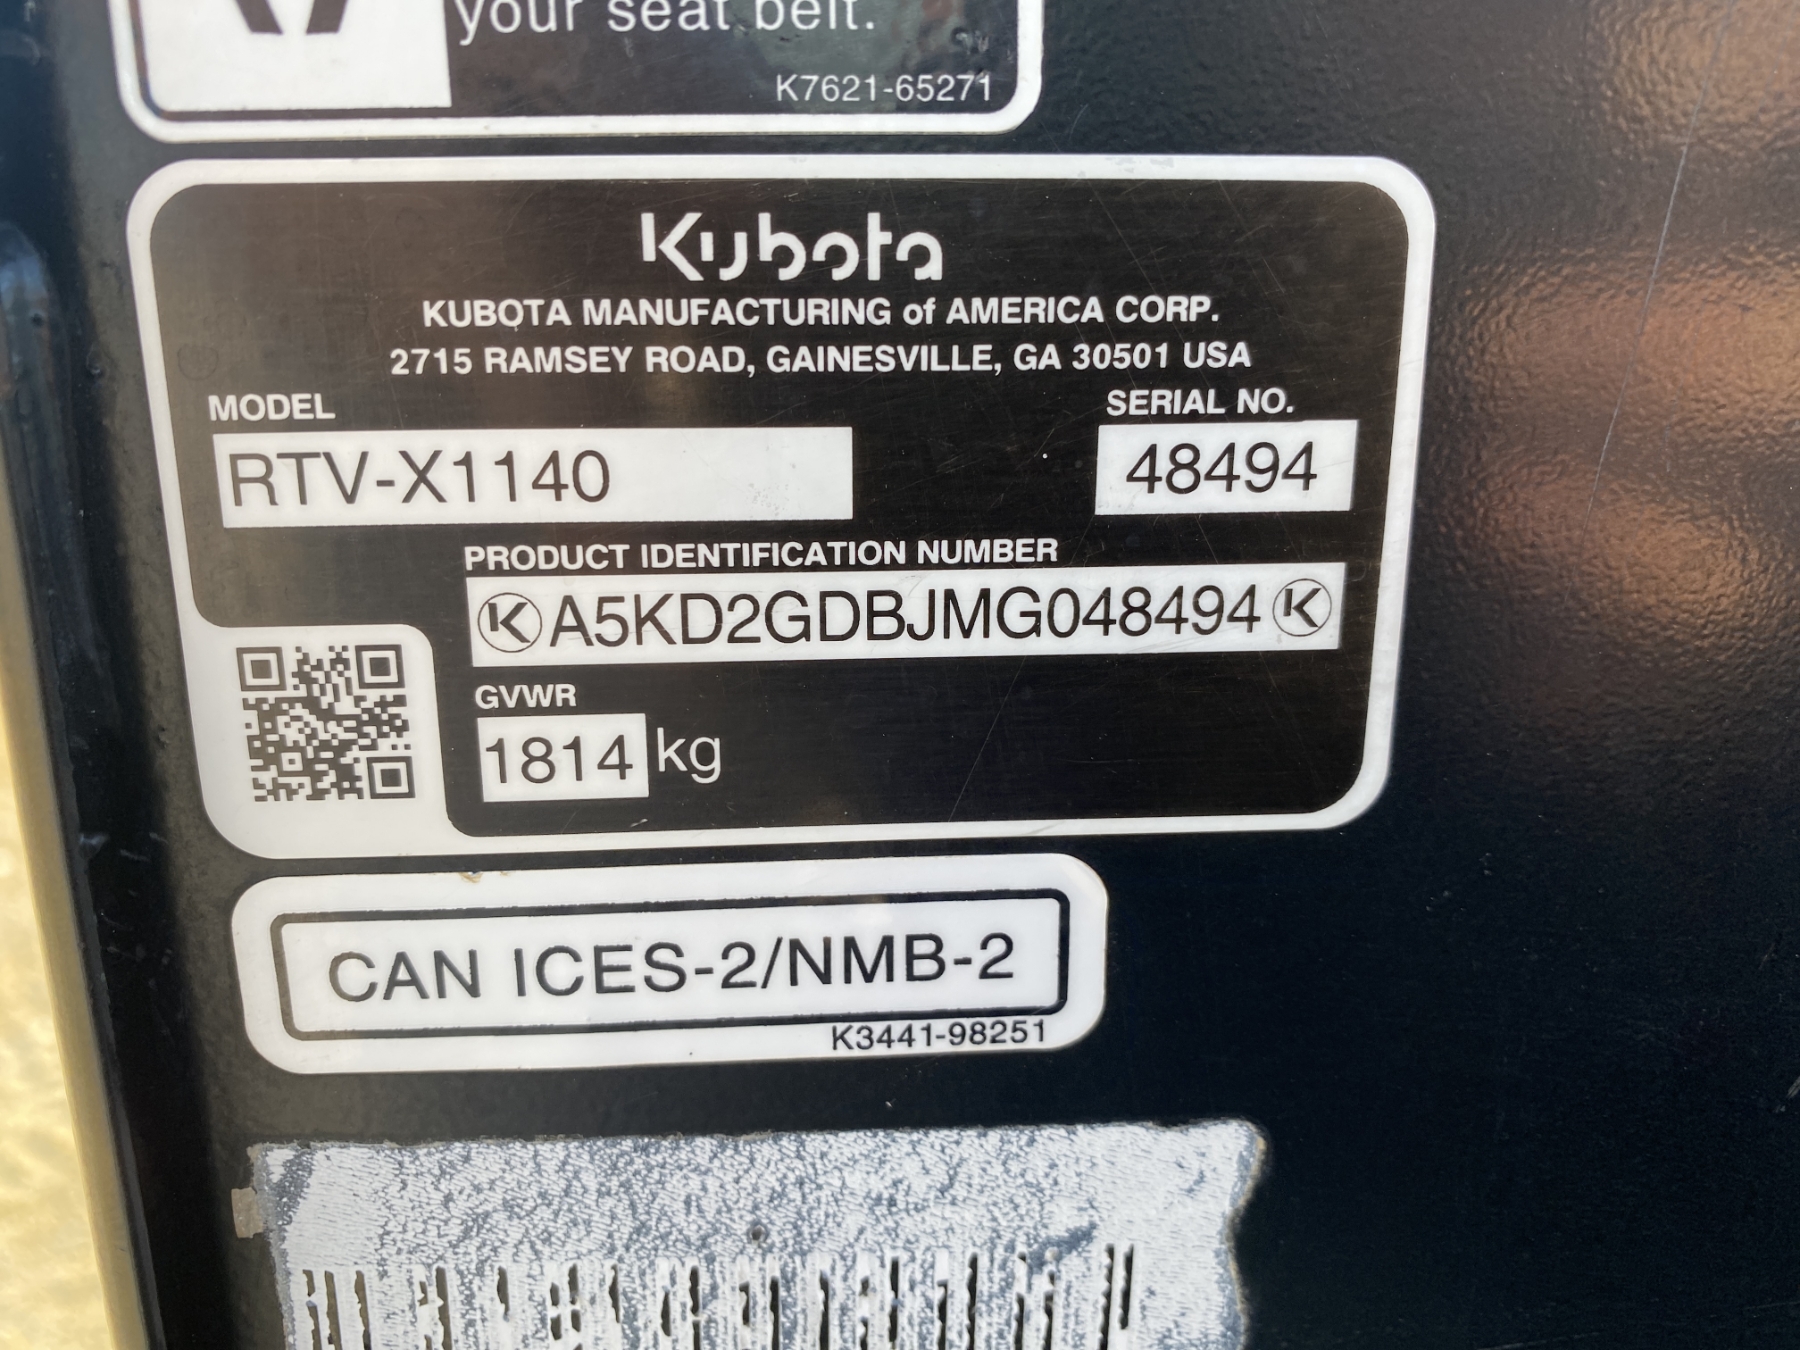 your seat belt.
K7621-65271
Kubota
KUBOTA MANUFACTURING of AMERICA CORP.
2715 RAMSEY ROAD, GAINESVILLE, GA 30501 USA
MODEL
SERIAL NO.
RTV-X1140
48494
PRODUCT IDENTIFICATION NUMBER
K A5KD2GDBJMG048494 K
GVWR
1814 kg
CAN ICES-2/NMB-2
K3441-98251